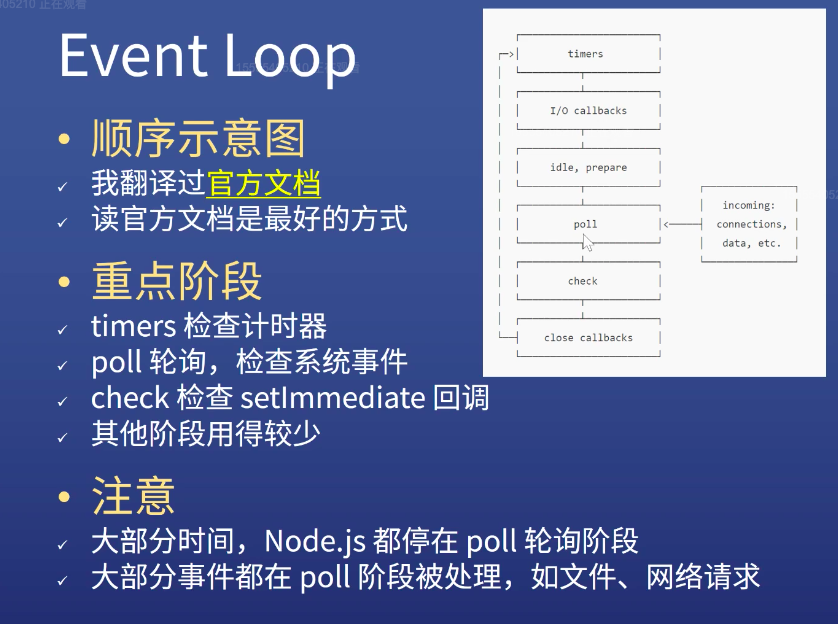 Event Loop
• 顺序示意图
✓ 我翻译过官方文档
✓ 读官方文档是最好的方式
• 重点阶段
✓ timers 检查计时器
✓ poll 轮询，检查系统事件
✓ check 检查 setImmediate 回调
✓ 其他阶段用得较少
• 注意
✓ 大部分时间，Node.js 都停在 poll 轮询阶段
✓ 大部分事件都在 poll 阶段被处理，如文件、网络请求
timers
I/O callbacks
idle, prepare
poll
incoming:
connections,
data, etc.
check
close callbacks